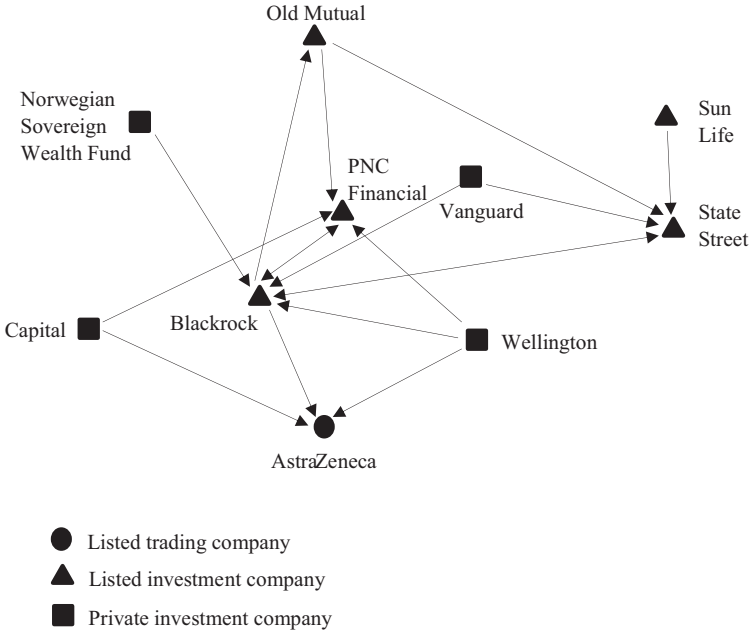 Old Mutual
Norwegian
Sovereign
Wealth Fund
Sun
Life
PNC
Financial
Vanguard
State
Street
Blackrock
Capital
Wellington
AstraZeneca
Listed trading company
Listed investment company
Private investment company